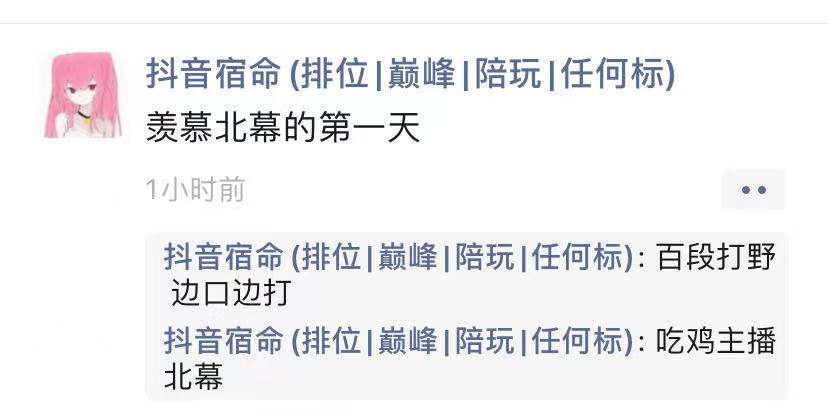 抖音宿命(排位|巅峰|陪玩|任何标)
羡慕北幕的第一天
1小时前
抖音宿命(排位|巅峰|陪玩|任何标): 百段打野
边口边打
抖音宿命(排位|巅峰|陪玩|任何标): 吃鸡主播
北幕